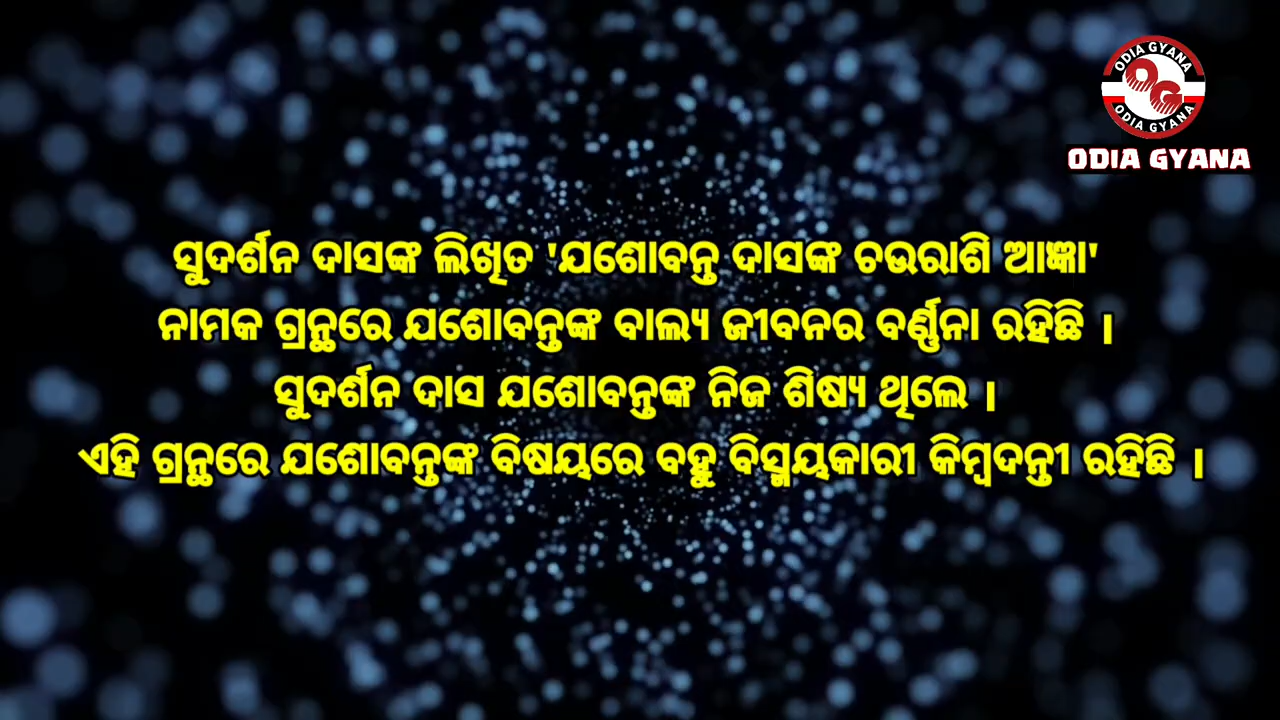 ODIA GYANA
OG
ODIA GYANA
ODIA GYANA
ସୁଦର୍ଶନ ଦାସଙ୍କ ଲିଖିତ 'ଯଶୋବନ୍ତ ଦାସଙ୍କ ଚଉରାଶି ଆଜ୍ଞା'
ନାମକ ଗ୍ରନ୍ଥରେ ଯଶୋବନ୍ତଙ୍କ ବାଲ୍ୟ ଜୀବନର ବର୍ଣ୍ଣନା ରହିଛି ।
ସୁଦର୍ଶନ ଦାସ ଯଶୋବନ୍ତଙ୍କ ନିଜ ଶିଷ୍ୟ ଥିଲେ ।
ଏହି ଗ୍ରନ୍ଥରେ ଯଶୋବନ୍ତଙ୍କ ବିଷୟରେ ବହୁ ବିସ୍ମୟକାରୀ କିମ୍ବଦନ୍ତୀ ରହିଛି ।